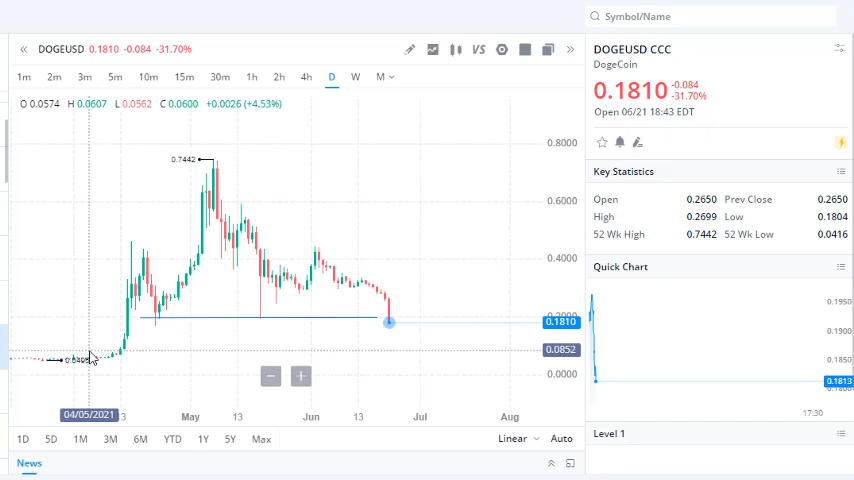 Symbol/Name
DOGEUSD 0.1810 -0.084 -31.70%
VS
1m 2m 3m 5m 10m 15m 30m 1h 2h 4h D W M
O 0.0574 H 0.0607 L 0.0562 C 0.0600 +0.0026 (+4.53%)
0.8000
0.7442
0.6000
0.4000
0.1810
0.0852
0.0000
04/05/2021
May 13 Jun 13 Jul Aug
1D 5D 1M 3M 6M YTD 1Y 5Y Max
Linear Auto
News
DOGEUSD CCC
DogeCoin
0.1810 -0.084
-31.70%
Open 06/21 18:43 EDT
Key Statistics
Open 0.2650 Prev Close 0.2650
High 0.2699 Low 0.1804
52 Wk High 0.7442 52 Wk Low 0.0416
Quick Chart
0.1950
0.1900
0.1850
0.1813
17:30
Level 1